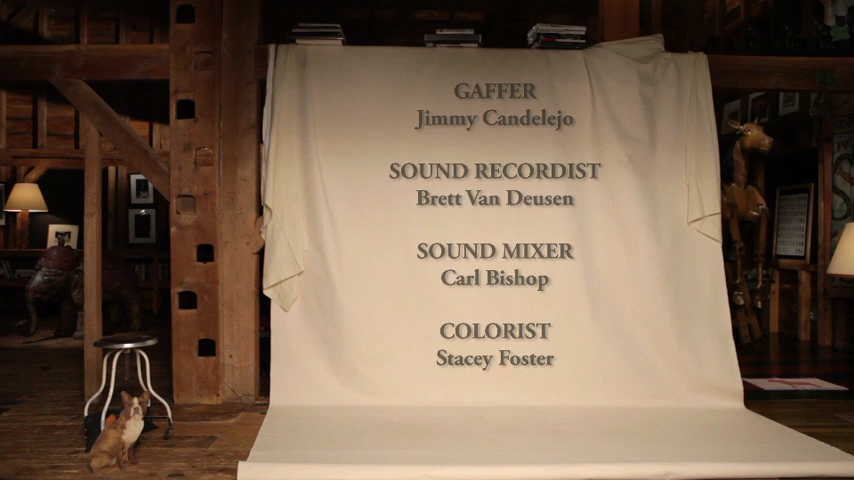 GAFFER
Jimmy Candelejo
SOUND RECORDIST
Brett Van Deusen
SOUND MIXER
Carl Bishop
COLORIST
Stacey Foster